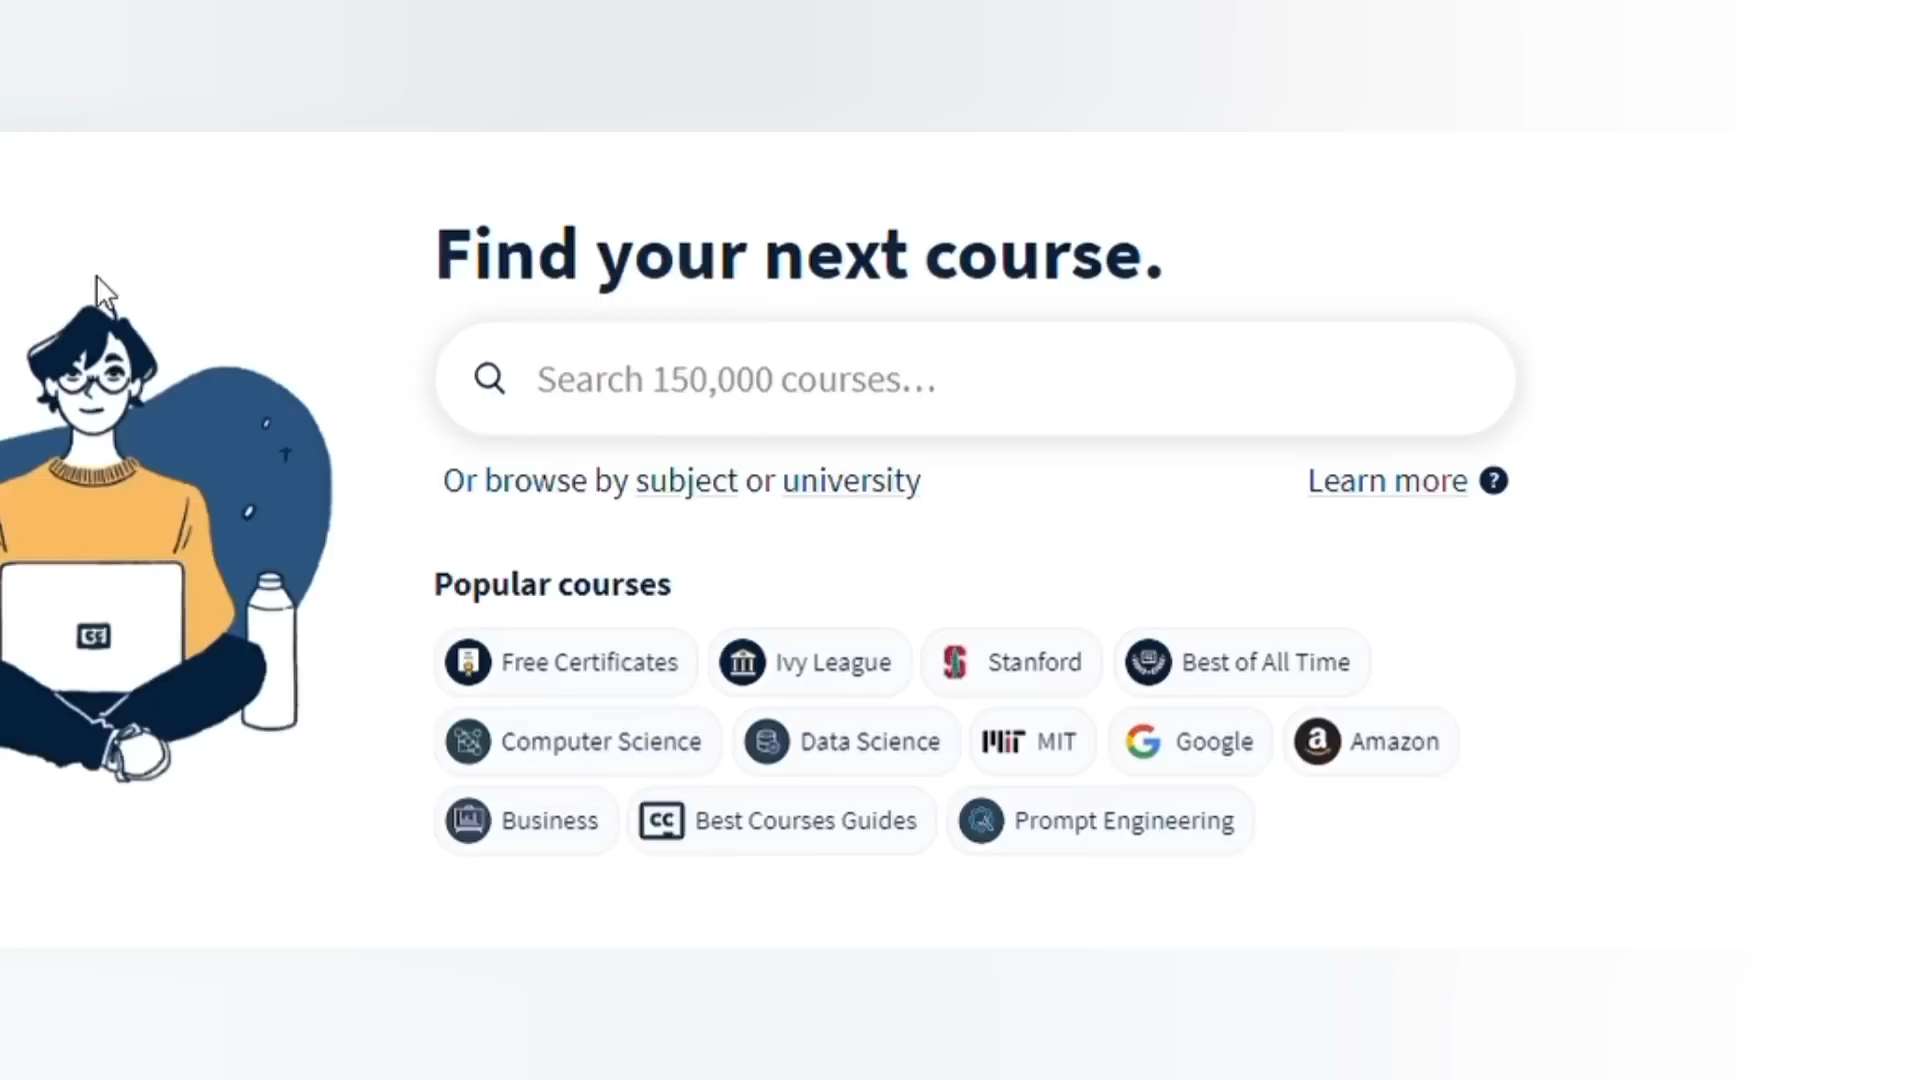 Find your next course.
Search 150,000 courses...
Or browse by subject or university
Learn more ?
Popular courses
Free Certificates
Ivy League
Stanford
Best of All Time
Computer Science
Data Science
MIT MIT
Google
Amazon
Business
CC Best Courses Guides
Prompt Engineering